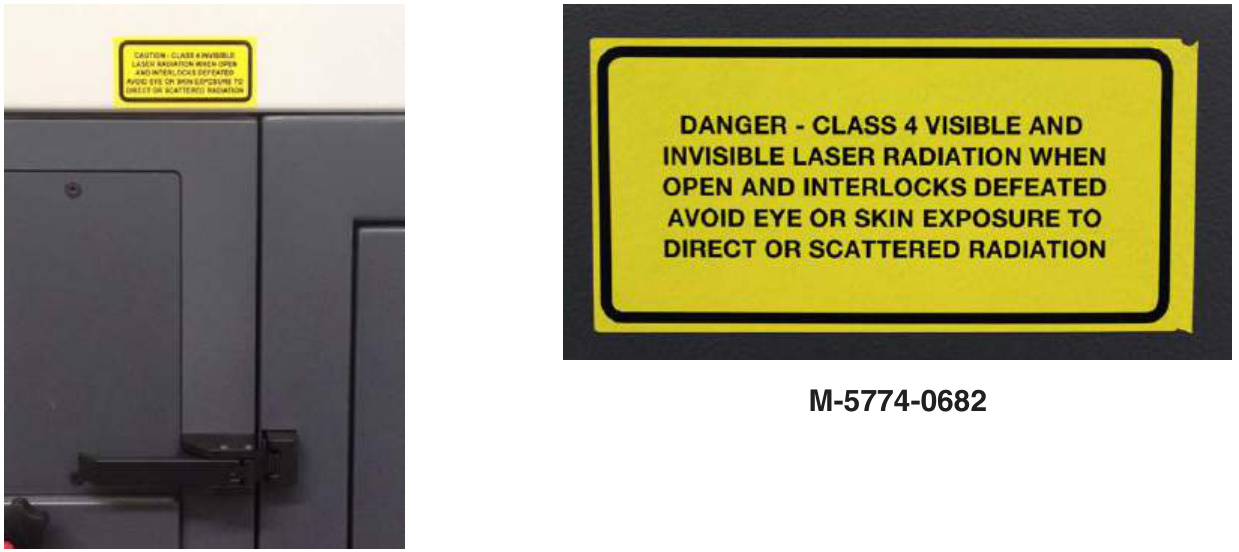 CAUTION - CLASS 4 INVISIBLE
LASER RADIATION WHEN OPEN
AND INTERLOCKS DEFEATED
AVOID EYE OR SKIN EXPOSURE TO
DIRECT OR SCATTERED RADIATION
DANGER - CLASS 4 VISIBLE AND
INVISIBLE LASER RADIATION WHEN
OPEN AND INTERLOCKS DEFEATED
AVOID EYE OR SKIN EXPOSURE TO
DIRECT OR SCATTERED RADIATION
M-5774-0682